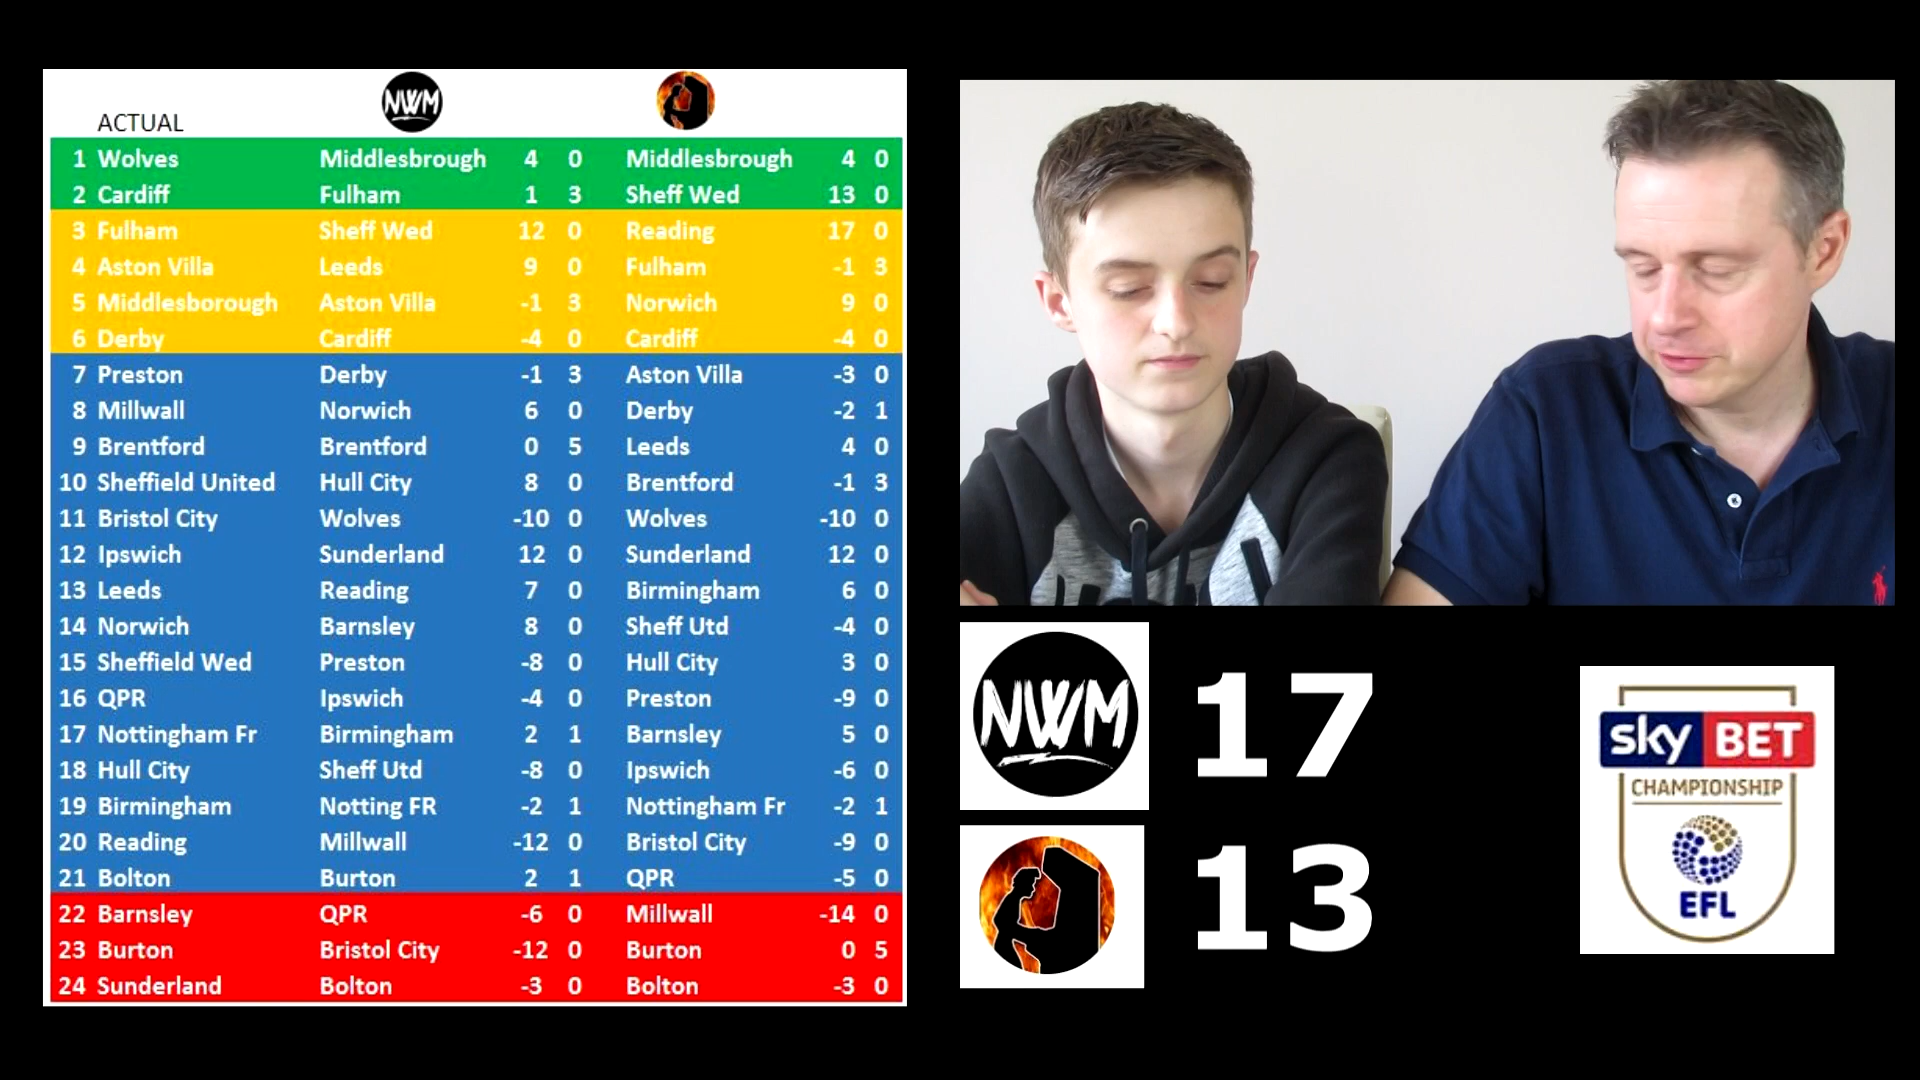 NWM
ACTUAL
1 Wolves Middlesbrough 4 0 Middlesbrough 4 0
2 Cardiff Fulham 1 3 Sheff Wed 13 0
3 Fulham Sheff Wed 12 0 Reading 17 0
4 Aston Villa Leeds 9 0 Fulham -1 3
5 Middlesborough Aston Villa -1 3 Norwich 9 0
6 Derby Cardiff -4 0 Cardiff -4 0
7 Preston Derby -1 3 Aston Villa -3 0
8 Millwall Norwich 6 0 Derby -2 1
9 Brentford Brentford 0 5 Leeds 4 0
10 Sheffield United Hull City 8 0 Brentford -1 3
11 Bristol City Wolves -10 0 Wolves -10 0
12 Ipswich Sunderland 12 0 Sunderland 12 0
13 Leeds Reading 7 0 Birmingham 6 0
14 Norwich Barnsley 8 0 Sheff Utd -4 0
15 Sheffield Wed Preston -8 0 Hull City 3 0
16 QPR Ipswich -4 0 Preston -9 0
17 Nottingham Fr Birmingham 2 1 Barnsley 5 0
18 Hull City Sheff Utd -8 0 Ipswich -6 0
19 Birmingham Notting FR -2 1 Nottingham Fr -2 1
20 Reading Millwall -12 0 Bristol City -9 0
21 Bolton Burton 2 1 QPR -5 0
22 Barnsley QPR -6 0 Millwall -14 0
23 Burton Bristol City -12 0 Burton 0 5
24 Sunderland Bolton -3 0 Bolton -3 0
NWM 17
13
sky BET
CHAMPIONSHIP
EFL